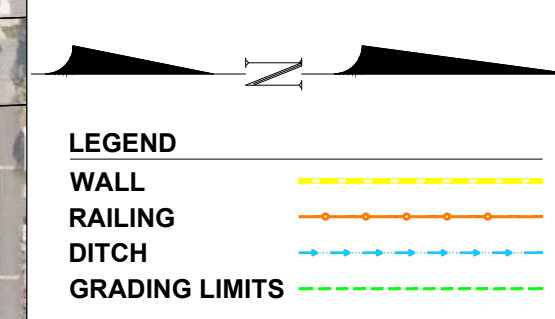 N
LEGEND
WALL
RAILING
DITCH
GRADING LIMITS